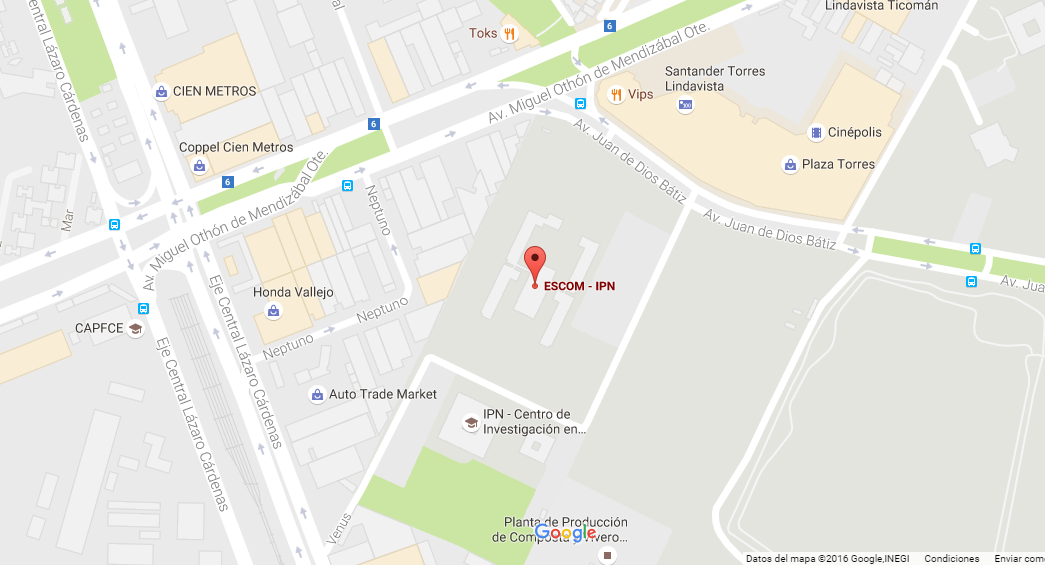 Lindavista Ticomán
Toks
6
Eje Central Lázaro Cárdenas
Av. Miguel Othón de Mendizábal Ote.
Santander Torres
Lindavista
Vips
CIEN METROS
6
Av. Juan de Dios Bátiz
Cinépolis
Coppel Cien Metros
Plaza Torres
6
Av. Miguel Othón de Mendizábal Ote.
Mar
Neptuno
Av. Juan de Dios Bátiz
ESCOM - IPN
Av. Jua
Honda Vallejo
Neptuno
CAPFCE
Neptuno
Eje Central Lázaro Cárdenas
Eje Central Lázaro Cárdenas
Auto Trade Market
IPN - Centro de
Investigación en...
Venus
Planta de Producción
de Composta y Vivero...
Google
Datos del mapa ©2016 Google,INEGI
Condiciones
Enviar com